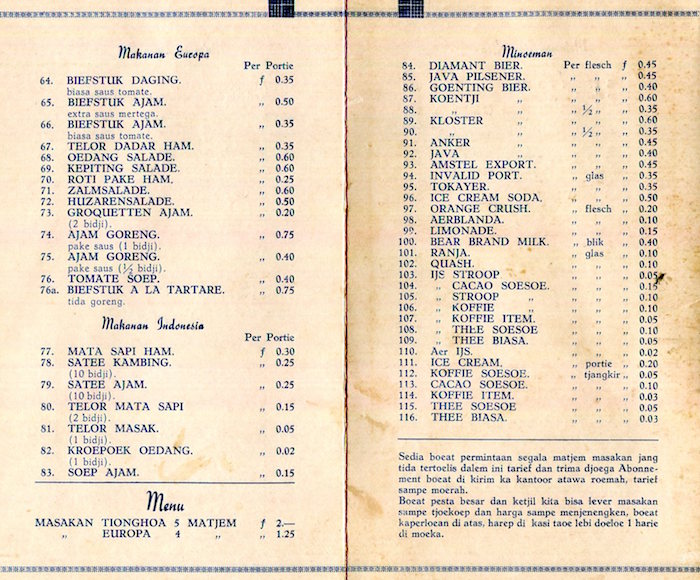 Makanan Europa
Per Portie
64. BIEFSTUK DAGING. ƒ 0.35
biasa saus tomate.
65. BIEFSTUK AJAM. „ 0.50
extra saus mertega.
66. BIEFSTUK AJAM. „ 0.35
biasa saus tomate.
67. TELOR DADAR HAM. „ 0.35
68. OEDANG SALADE. „ 0.60
69. KEPITING SALADE. „ 0.60
70. ROTI PAKE HAM. „ 0.25
71. ZALMSALADE. „ 0.60
72. HUZARENSALADE. „ 0.50
73. GROQUETTEN AJAM. „ 0.20
(2 bidji).
74. AJAM GORENG. „ 0.75
pake saus (1 bidji).
75. AJAM GORENG. „ 0.40
pake saus (½ bidji).
76. TOMATE SOEP. „ 0.40
76a. BIEFSTUK A LA TARTARE. „ 0.75
tida goreng.
Makanan Indonesia
Per Portie
77. MATA SAPI HAM. ƒ 0.30
78. SATEE KAMBING. „ 0.25
(10 bidji).
79. SATEE AJAM. „ 0.25
(10 bidji).
80. TELOR MATA SAPI „ 0.15
(2 bidji).
81. TELOR MASAK. „ 0.05
(1 bidji).
82. KROEPOEK OEDANG. „ 0.02
(1 bidji).
83. SOEP AJAM. „ 0.15
Menu
MASAKAN TIONGHOA 5 MATJEM ƒ 2.—
„ EUROPA 4 „ „ 1.25
Minoeman
84. DIAMANT BIER. Per flesch ƒ 0.45
85. JAVA PILSENER. „ „ „ 0.45
86. GOENTING BIER. „ „ „ 0.40
87. KOENTJI „ „ „ „ 0.60
88. „ „ „ ½ „ „ 0.35
89. KLOSTER „ „ „ 0.60
90. „ „ ½ „ „ 0.35
91. ANKER „ „ „ „ 0.45
92. JAVA „ „ „ „ 0.40
93. AMSTEL EXPORT. „ „ „ 0.45
94. INVALID PORT. „ glas „ 0.35
95. TOKAYER. „ „ „ 0.35
96. ICE CREAM SODA. „ „ „ 0.50
97. ORANGE CRUSH. „ flesch „ 0.20
98. AERBLANDA. „ „ „ 0.10
99. LIMONADE. „ „ „ 0.15
100. BEAR BRAND MILK. „ blik „ 0.40
101. RANJA. „ glas „ 0.10
102. QUASH. „ „ „ 0.10
103. IJS STROOP „ „ „ 0.05
104. „ CACAO SOESOE. „ „ „ 0.15
105. „ STROOP „ „ „ „ 0.10
106. „ KOFFIE „ „ „ „ 0.10
107. „ KOFFIE ITEM. „ „ „ 0.05
108. „ THEE SOESOE „ „ „ 0.10
109. „ THEE BIASA. „ „ „ 0.05
110. Aer IJS. „ „ „ 0.02
111. ICE CREAM, „ portie „ 0.20
112. KOFFIE SOESOE. „ tjangkir „ 0.05
113. CACAO SOESOE. „ „ „ 0.10
114. KOFFIE ITEM. „ „ „ 0.03
115. THEE SOESOE „ „ „ 0.05
116. THEE BIASA. „ „ „ 0.03
Sedia boeat permintaan segala matjem masakan jang
tida tertoelis dalem ini tarief dan trima djoega Abonne-
ment boeat di kirim ka kantoor atawa roemah, tarief
sampe moerah.
Boeat pesta besar dan ketjil kita bisa lever masakan
sampe tjoekoep dan harga sampe menjenengken, boeat
kaperloean di atas, harep di kasi taoe lebi doeloe 1 harie
di moeka.